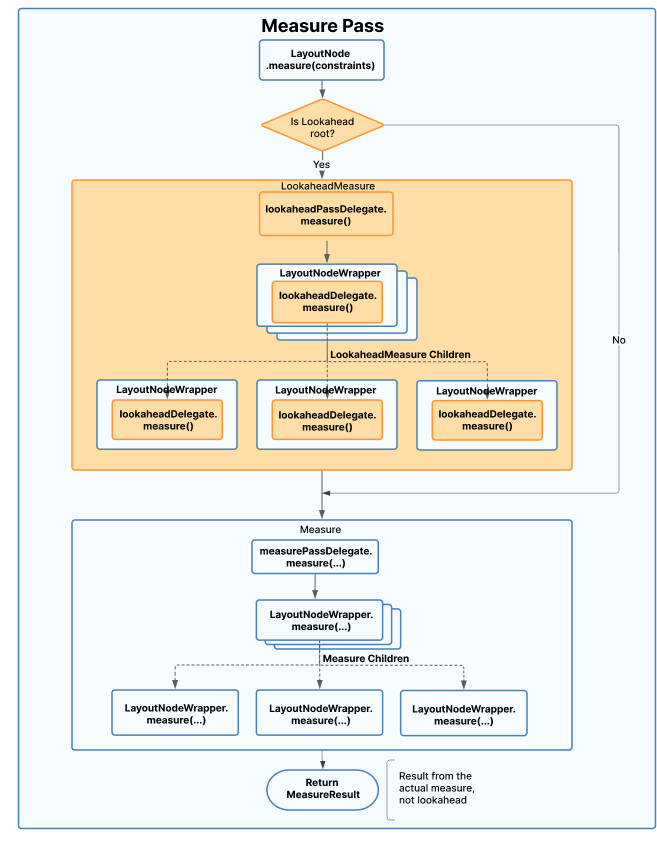 Measure Pass
LayoutNode
.measure(constraints)
Is Lookahead
root?
Yes
No
LookaheadMeasure
lookaheadPassDelegate.
measure()
LayoutNodeWrapper
lookaheadDelegate.
measure()
LookaheadMeasure Children
LayoutNodeWrapper
lookaheadDelegate.
measure()
LayoutNodeWrapper
lookaheadDelegate.
measure()
LayoutNodeWrapper
lookaheadDelegate.
measure()
Measure
measurePassDelegate.
measure(...)
LayoutNodeWrapper.
measure(...)
Measure Children
LayoutNodeWrapper.
measure(...)
LayoutNodeWrapper.
measure(...)
LayoutNodeWrapper.
measure(...)
Return
MeasureResult
Result from the
actual measure,
not lookahead